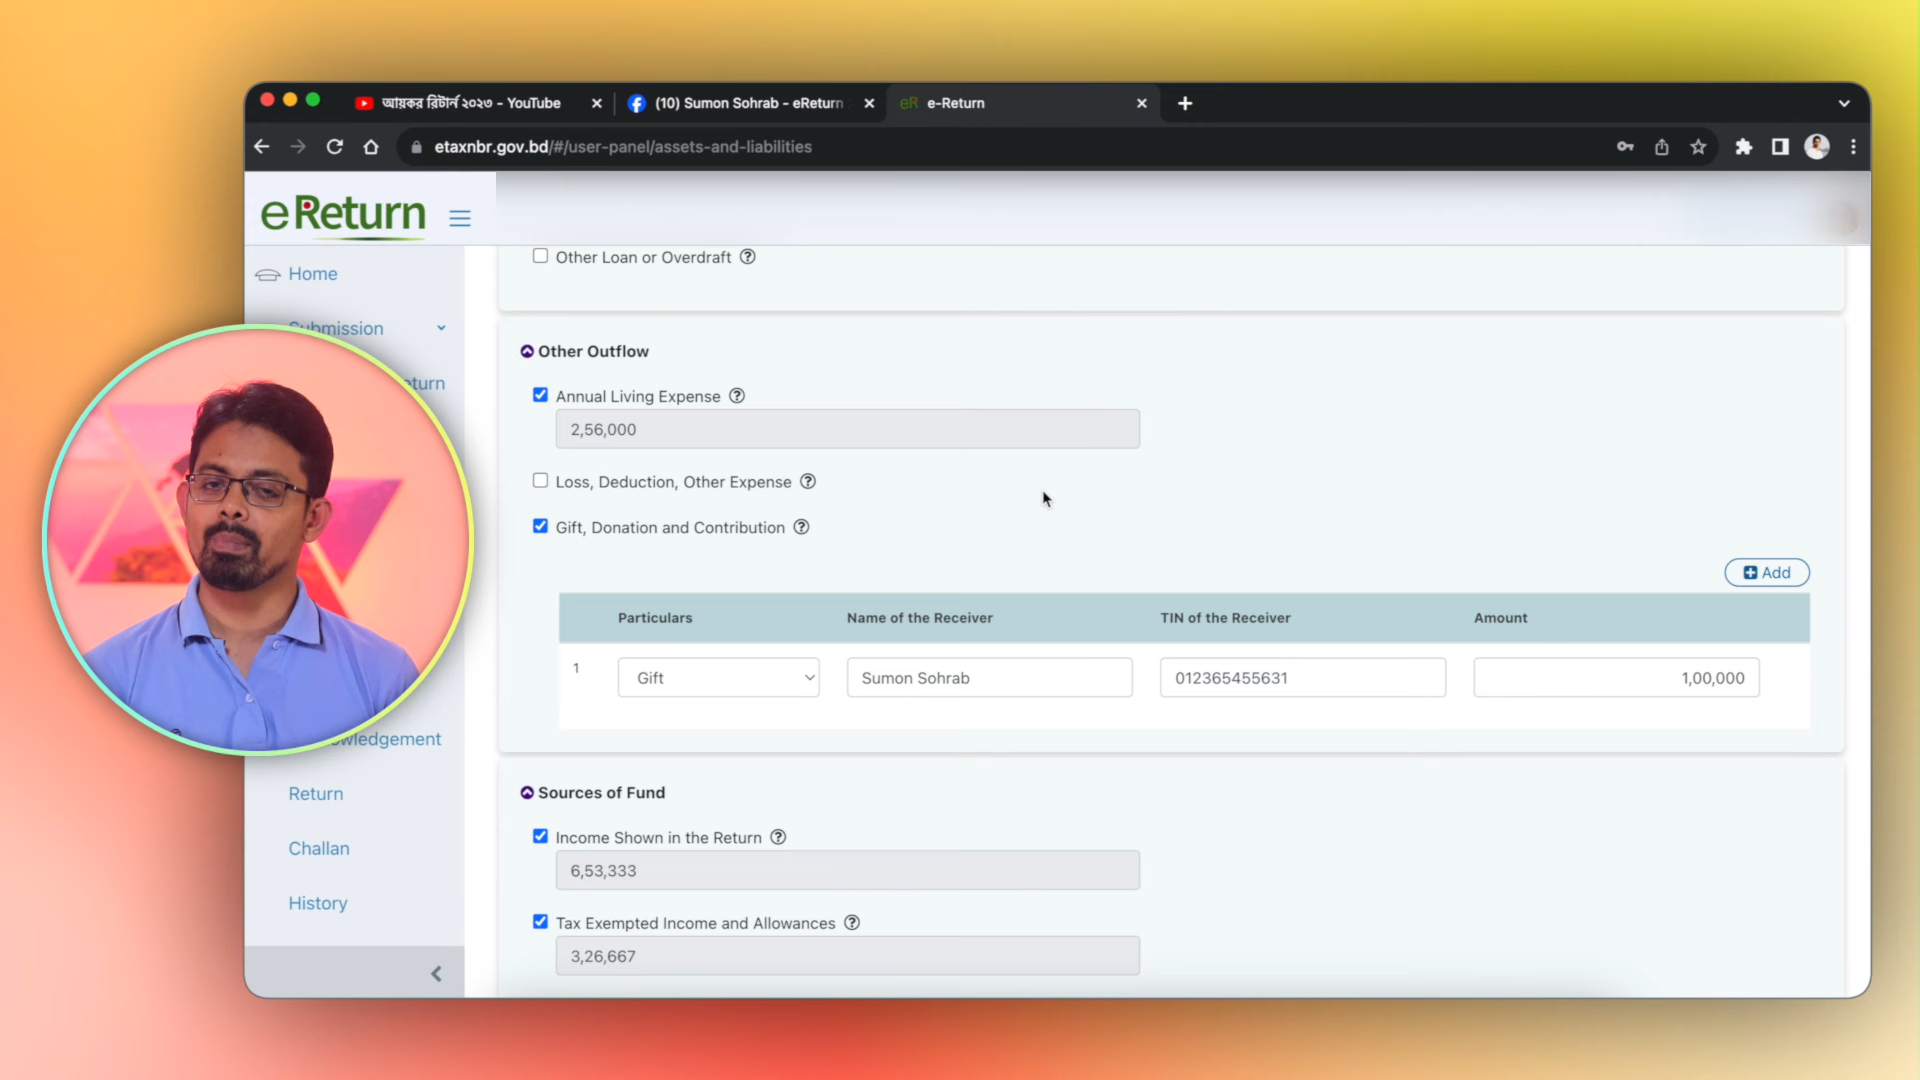 আয়কর রিটার্ন ২০২৩ - YouTube
(10) Sumon Sohrab - eReturn
eR e-Return
etaxnbr.gov.bd/#/user-panel/assets-and-liabilities
eReturn
Home
Submission
eturn
wledgement
Return
Challan
History
Other Loan or Overdraft
Other Outflow
Annual Living Expense
2,56,000
Loss, Deduction, Other Expense
Gift, Donation and Contribution
Add
Particulars Name of the Receiver TIN of the Receiver Amount
1 Gift Sumon Sohrab 012365455631 1,00,000
Sources of Fund
Income Shown in the Return
6,53,333
Tax Exempted Income and Allowances
3,26,667